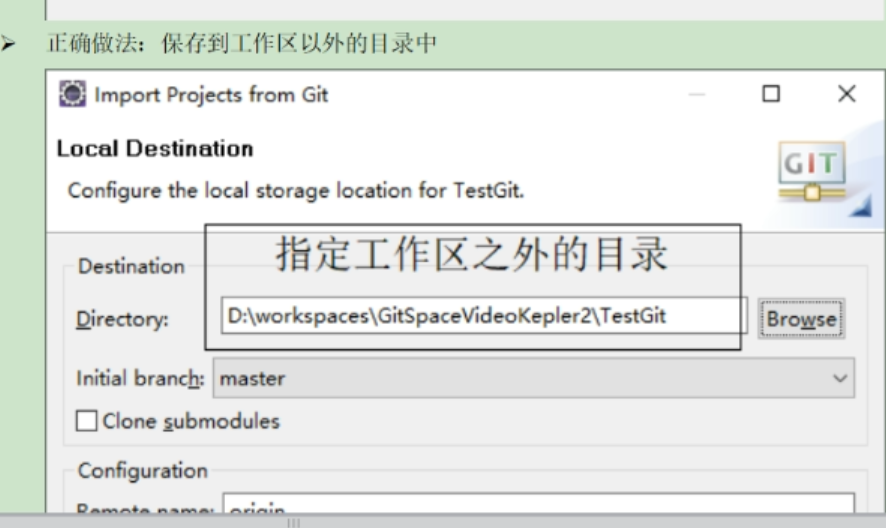 ➢ 正确做法：保存到工作区以外的目录中
Import Projects from Git
Local Destination
Configure the local storage location for TestGit.
GIT
指定工作区之外的目录
Destination
Directory: D:\workspaces\GitSpaceVideoKepler2\TestGit Browse
Initial branch: master
Clone submodules
Configuration
Remote name: origin